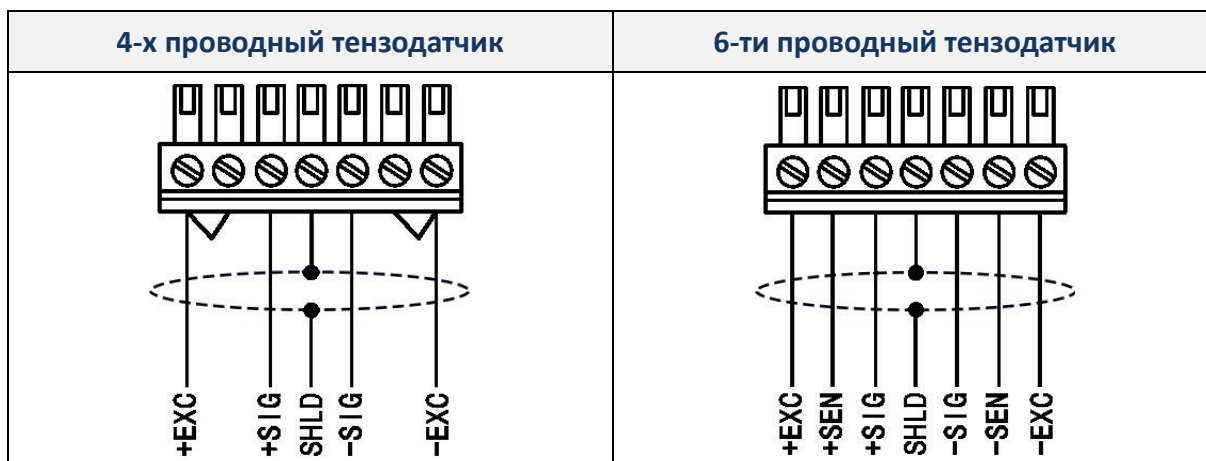 4-х проводный тензодатчик
6-ти проводный тензодатчик
+EXC
+SIG
SHLD
-SIG
-EXC
+EXC
+SEN
+SIG
SHLD
-SIG
-SEN
-EXC